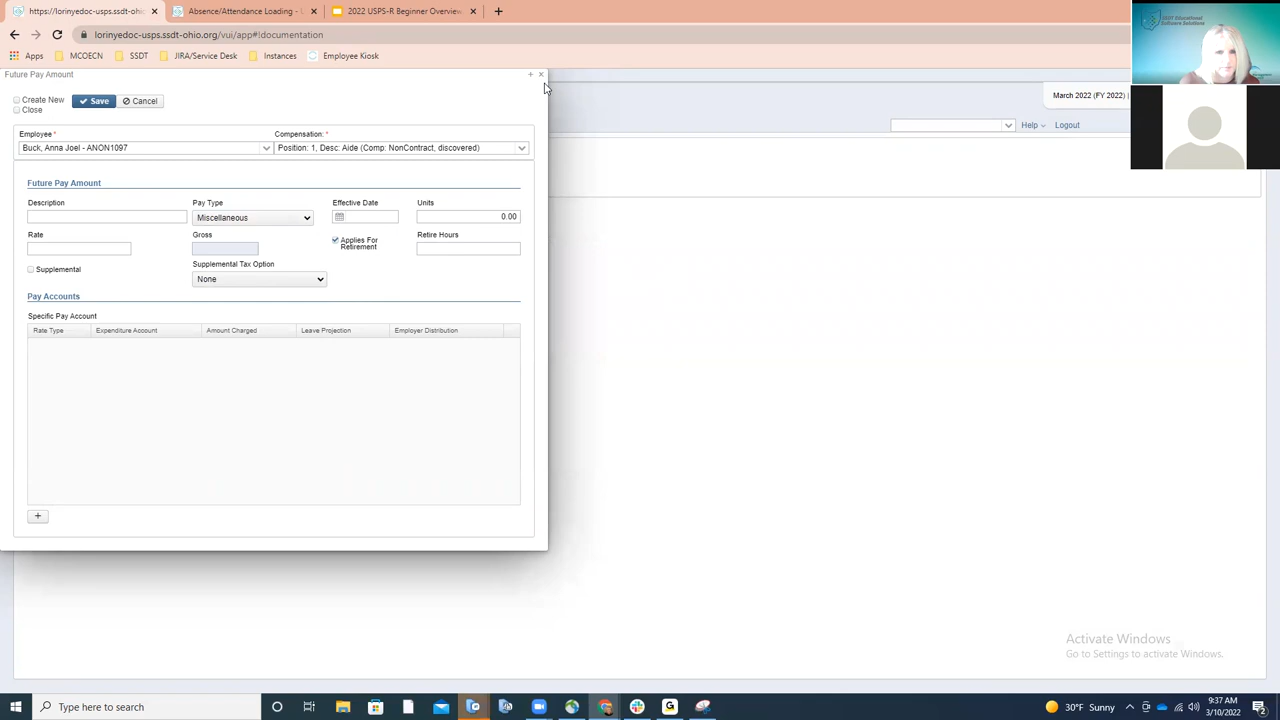 https://lorinyedoc-usps.ssdt-ohi
Absence/Attendance Loading - U
2022 USPS-R Beginner Overview
lorinyedoc-usps.ssdt-ohio.org/vui/app#!documentation
Apps MCOECN SSDT JIRA/Service Desk Instances Employee Kiosk
SSDT Educational
Software Solutions
Future Pay Amount
March 2022 (FY 2022) |
Help Logout
Create New
Close
Save Cancel
Employee * Compensation: *
Buck, Anna Joel - ANON1097 Position: 1, Desc: Aide (Comp: NonContract, discovered)
Future Pay Amount
Description Pay Type Effective Date Units
Miscellaneous 0.00
Rate Gross Applies For Retirement Retire Hours
Supplemental Supplemental Tax Option
None
Pay Accounts
Specific Pay Account
Rate Type Expenditure Account Amount Charged Leave Projection Employer Distribution
Activate Windows
Go to Settings to activate Windows.
Type here to search
30°F Sunny
9:37 AM
3/10/2022
2